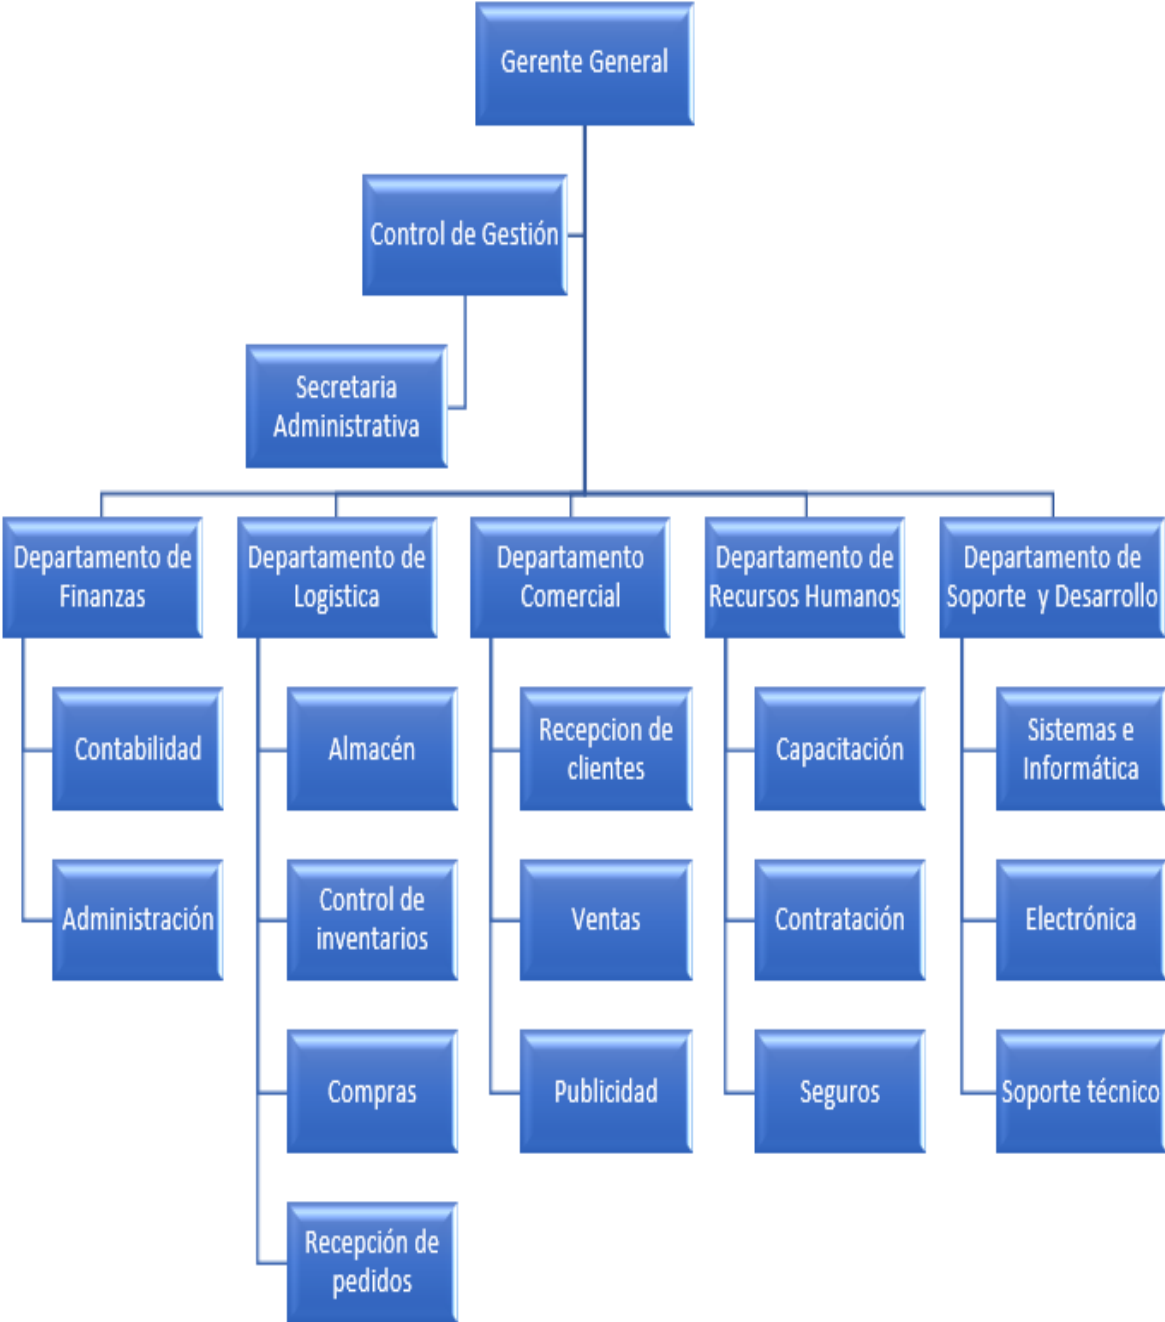 Gerente General
Control de Gestión
Secretaria
Administrativa
Departamento de
Finanzas
Departamento de
Logistica
Departamento
Comercial
Departamento de
Recursos Humanos
Departamento de
Soporte y Desarrollo
Contabilidad
Almacén
Recepcion de
clientes
Capacitación
Sistemas e
Informática
Administración
Control de
inventarios
Ventas
Contratación
Electrónica
Compras
Publicidad
Seguros
Soporte técnico
Recepción de
pedidos